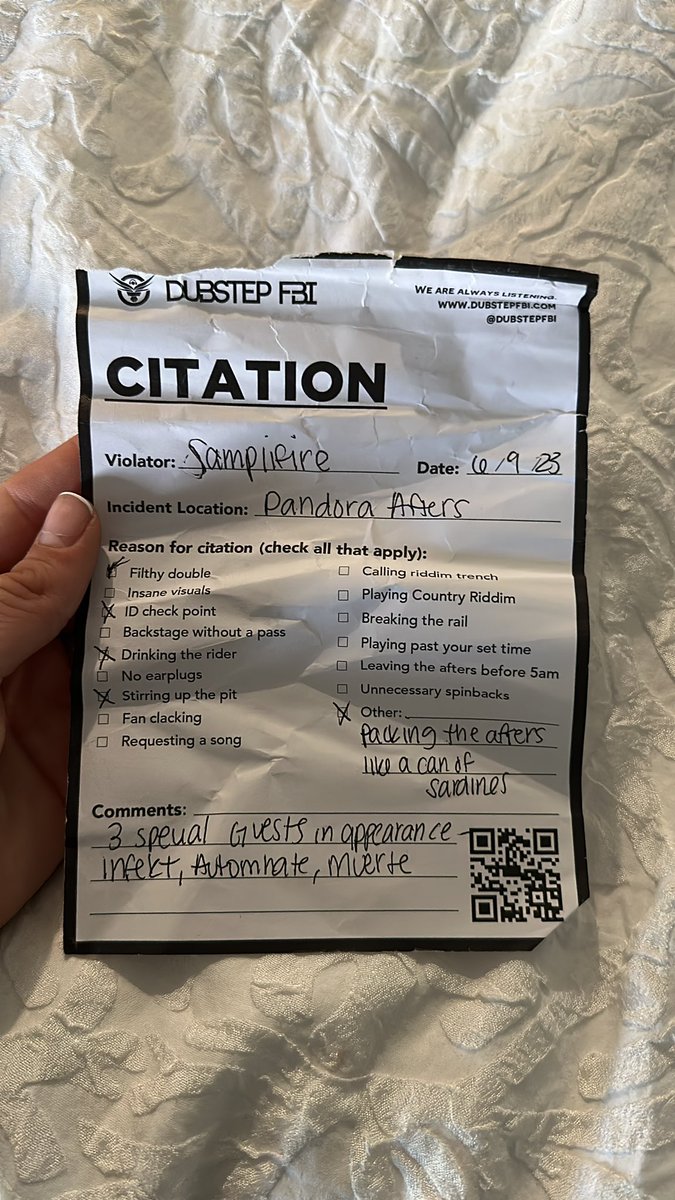 DUBSTEP FBI
WE ARE ALWAYS LISTENING.
WWW.DUBSTEPFBI.COM
@DUBSTEPFBI
CITATION
Violator: Sampifire Date: 6/9/23
Incident Location: Pandora Afters
Reason for citation (check all that apply):
Filthy double
Insane visuals
ID check point
Backstage without a pass
Drinking the rider
No earplugs
Stirring up the pit
Fan clacking
Requesting a song
Calling riddim trench
Playing Country Riddim
Breaking the rail
Playing past your set time
Leaving the afters before 5am
Unnecessary spinbacks
Other:
Packing the afters
like a can of
sardines
Comments:
3 special Guests in appearance
infekt, Automhate, Muerte